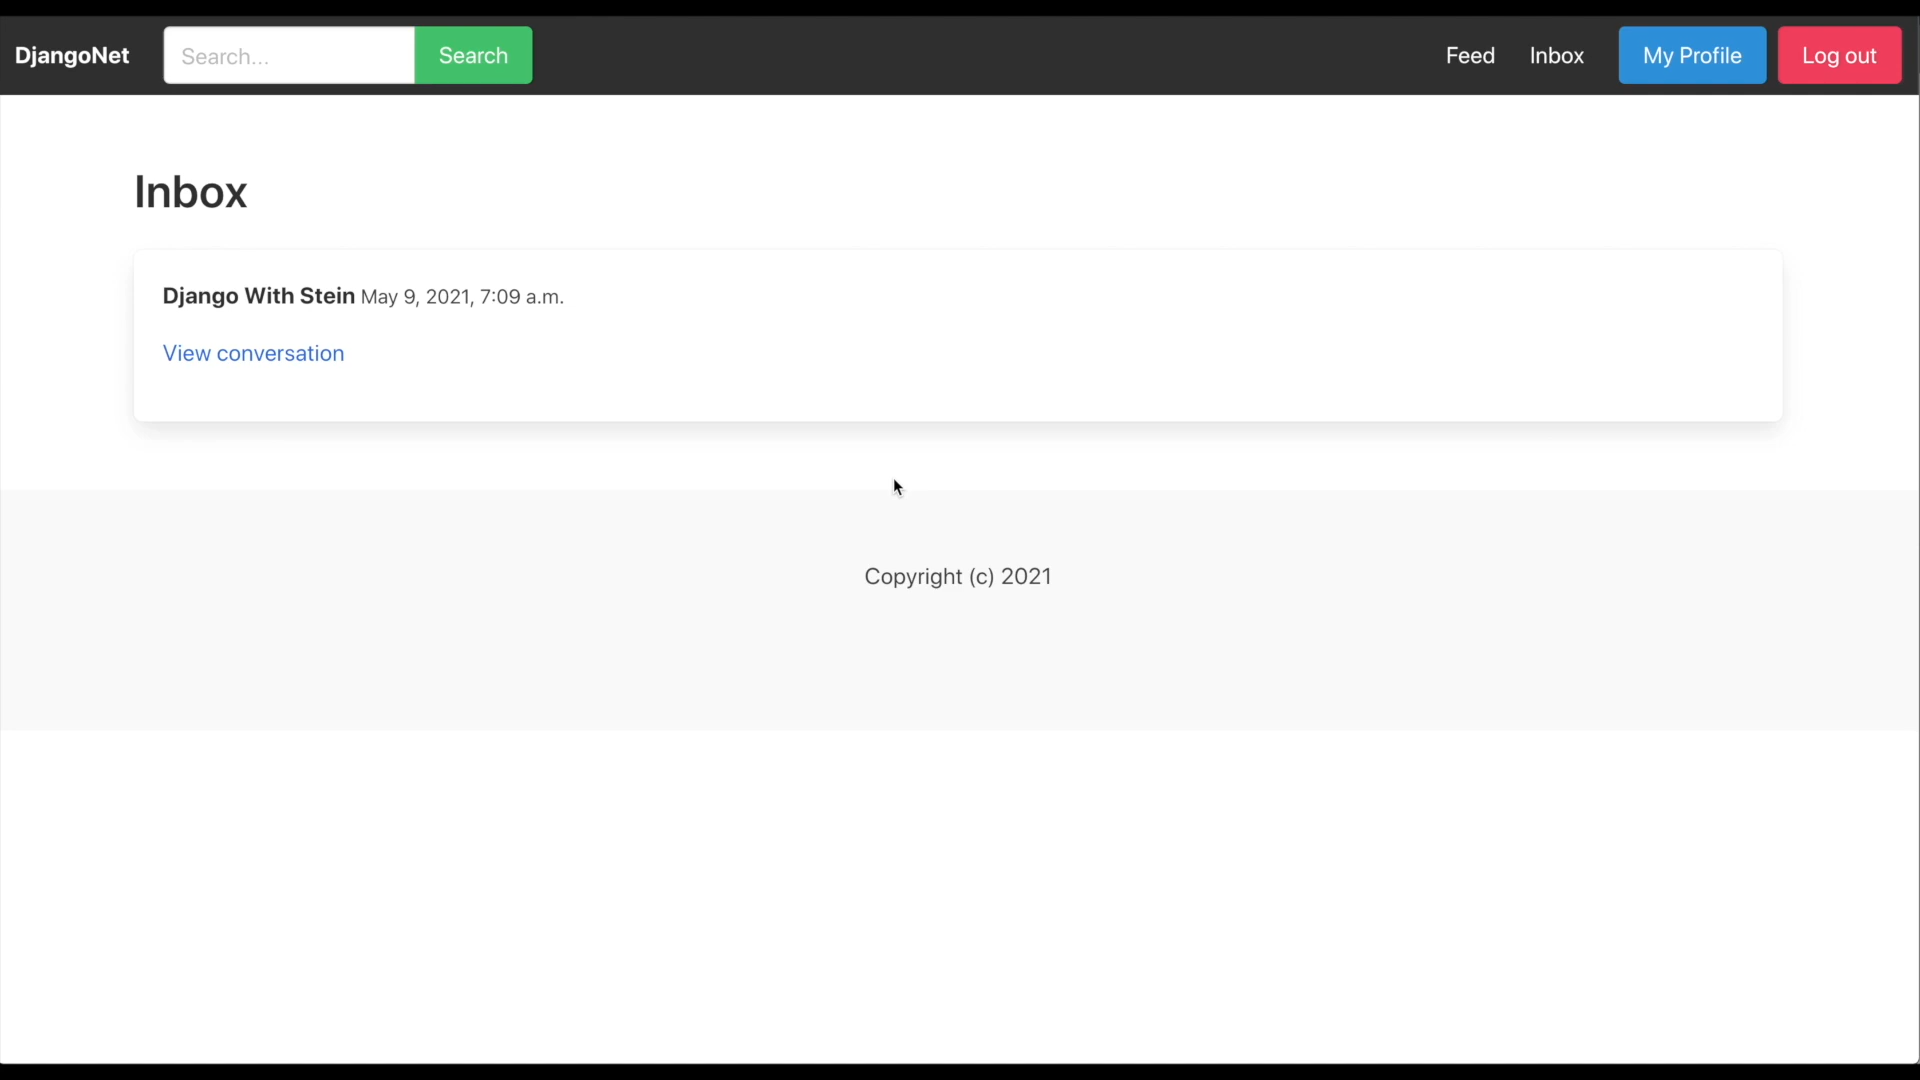 DjangoNet Search... Search Feed Inbox My Profile Log out
Inbox
Django With Stein May 9, 2021, 7:09 a.m.
View conversation
Copyright (c) 2021